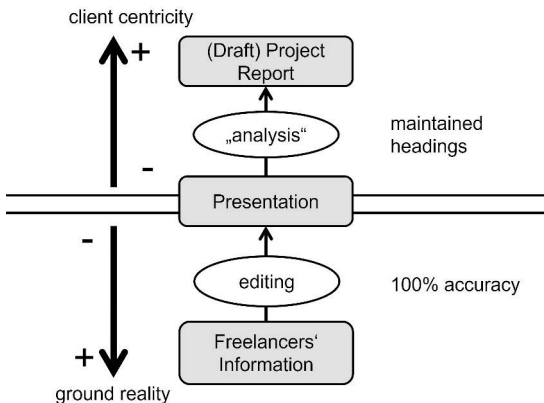 client centricity
+
(Draft) Project
Report
„analysis“
maintained
headings
-
Presentation
-
editing
100% accuracy
Freelancers‘
Information
+
ground reality